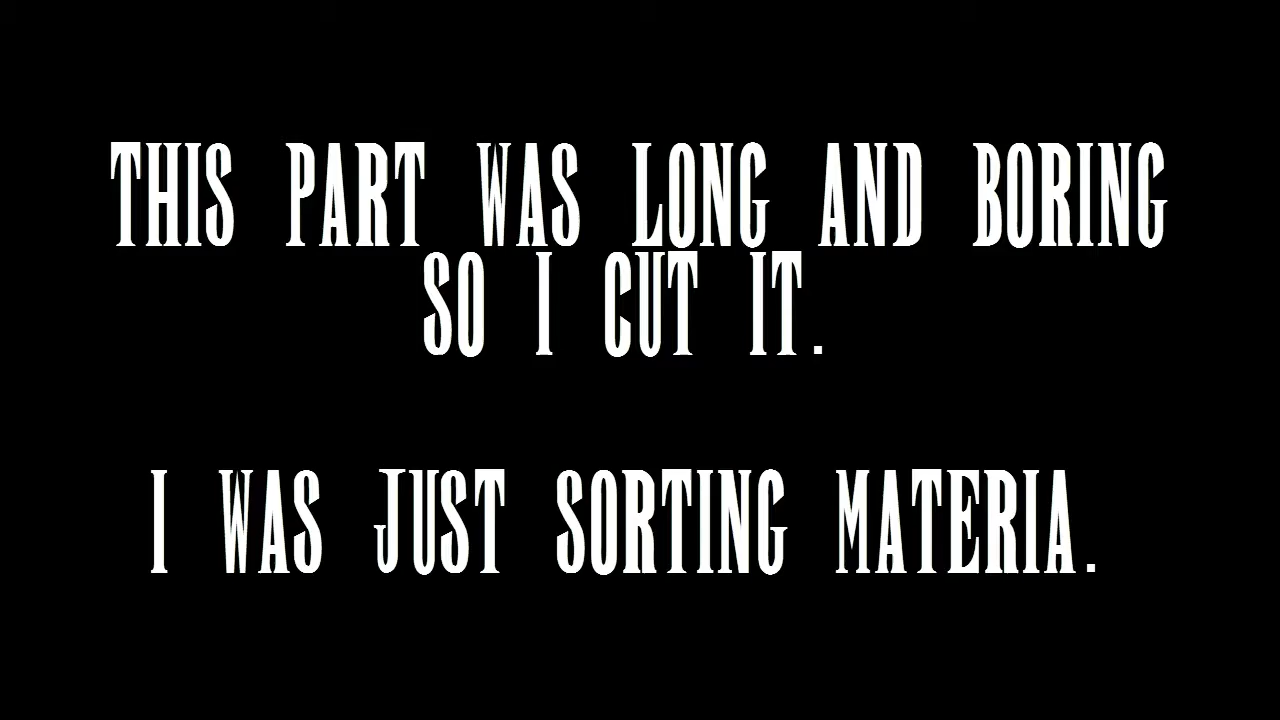 THIS PART WAS LONG AND BORING
SO I CUT IT.
I WAS JUST SORTING MATERIA.